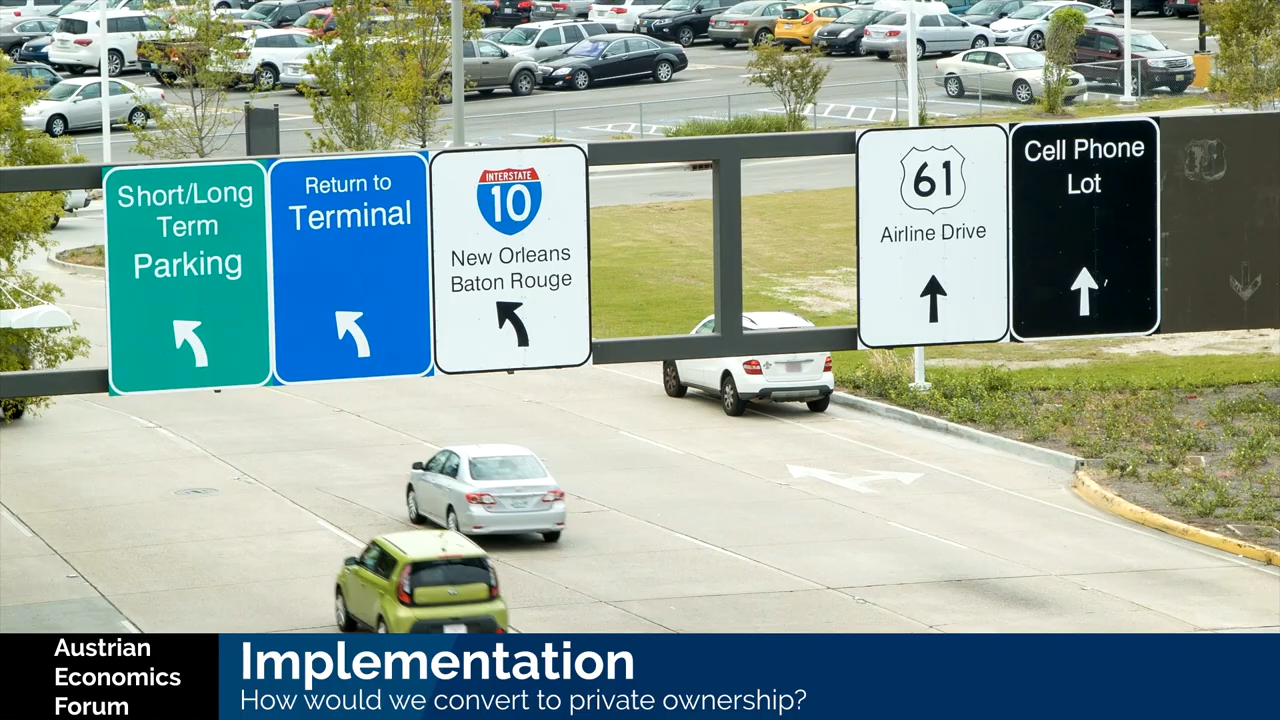 Short/Long
Term
Parking
Return to
Terminal
INTERSTATE
10
New Orleans
Baton Rouge
61
Airline Drive
Cell Phone
Lot
Austrian
Economics
Forum
Implementation
How would we convert to private ownership?